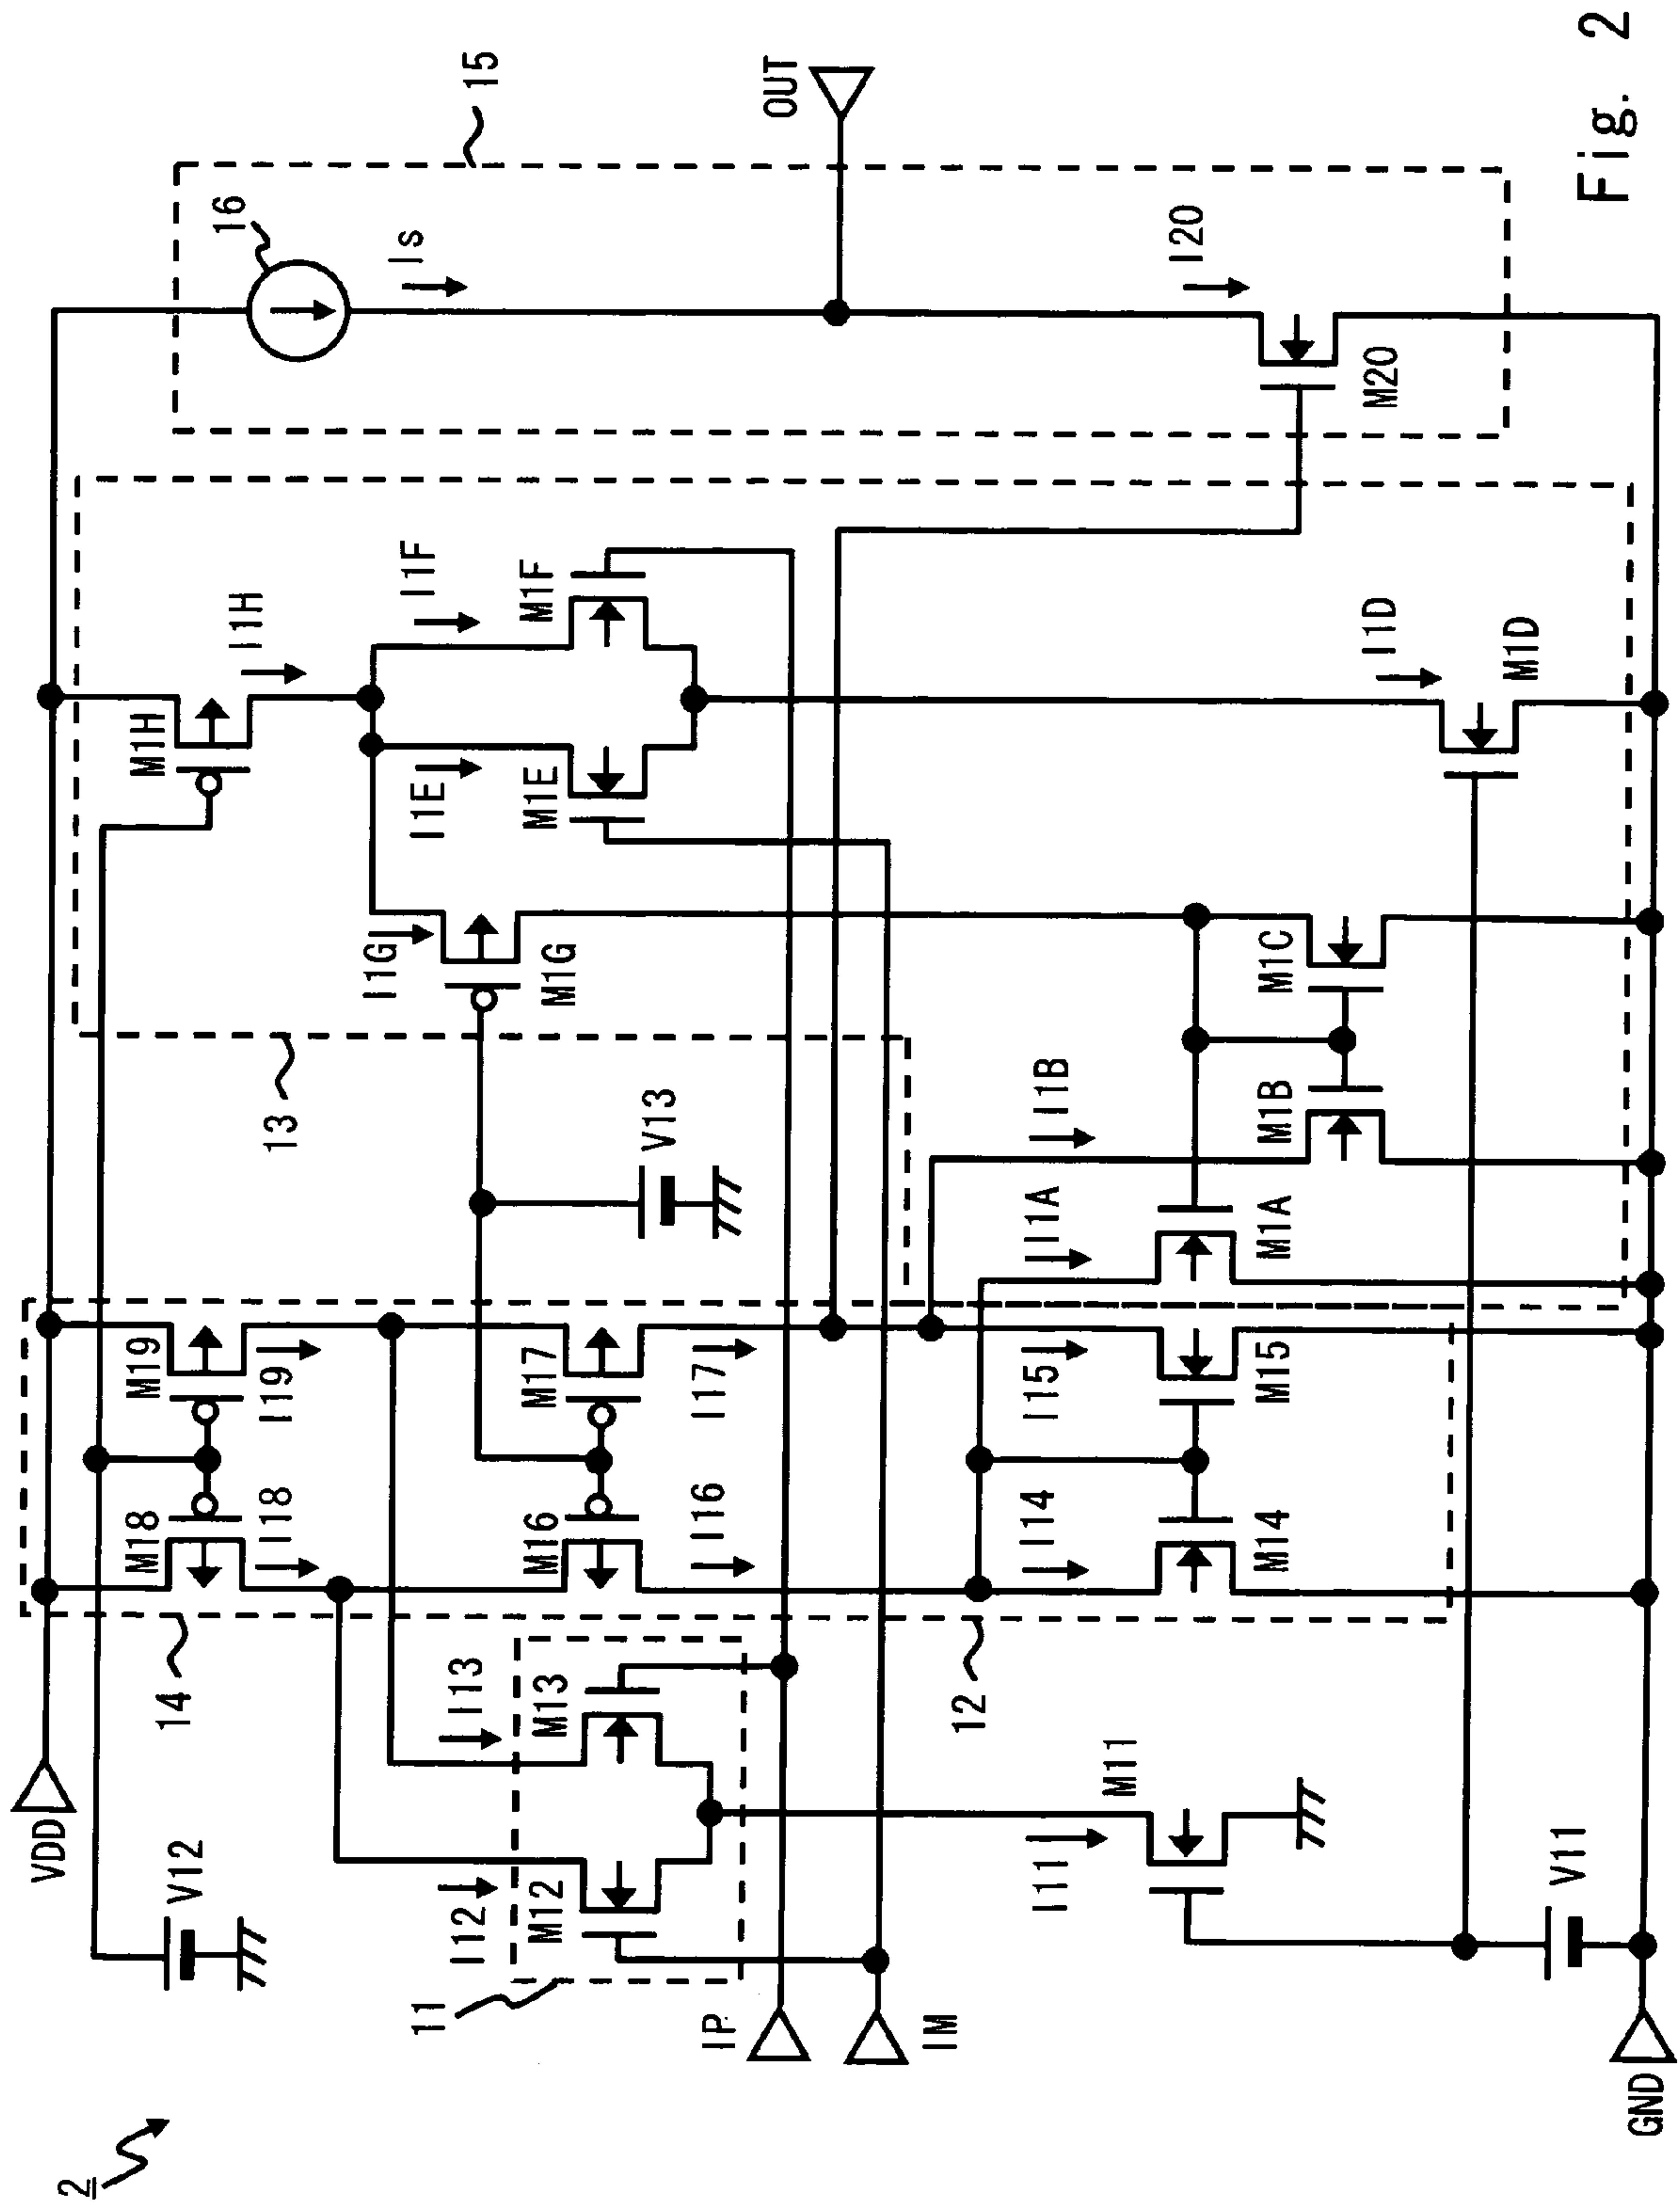 Fig. 2
2
VDD
V12
14
M18
I18
M19
I19
13
V13
M1H
I1H
I1G
M1G
I1E
M1E
I1F
M1F
16
Is
15
OUT
11
I12
M12
I13
M13
M16
I16
M17
I17
IP
IM
12
I11
M11
I14
M14
I15
M15
I1A
M1A
I1B
M1B
M1C
I1D
M1D
I20
M20
V11
GND